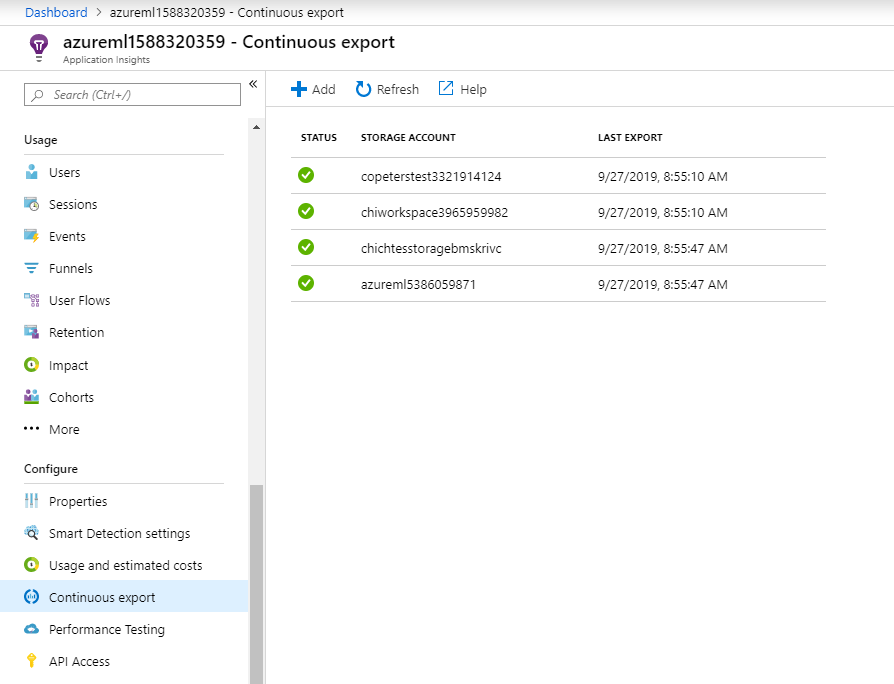 Dashboard > azureml1588320359 - Continuous export
azureml1588320359 - Continuous export
Application Insights
Search (Ctrl+/)
«
Usage
Users
Sessions
Events
Funnels
User Flows
Retention
Impact
Cohorts
More
Configure
Properties
Smart Detection settings
Usage and estimated costs
Continuous export
Performance Testing
API Access
Add Refresh Help
STATUS STORAGE ACCOUNT LAST EXPORT
copeterstest3321914124 9/27/2019, 8:55:10 AM
chiworkspace3965959982 9/27/2019, 8:55:10 AM
chichtesstoragebmskrivc 9/27/2019, 8:55:47 AM
azureml5386059871 9/27/2019, 8:55:47 AM